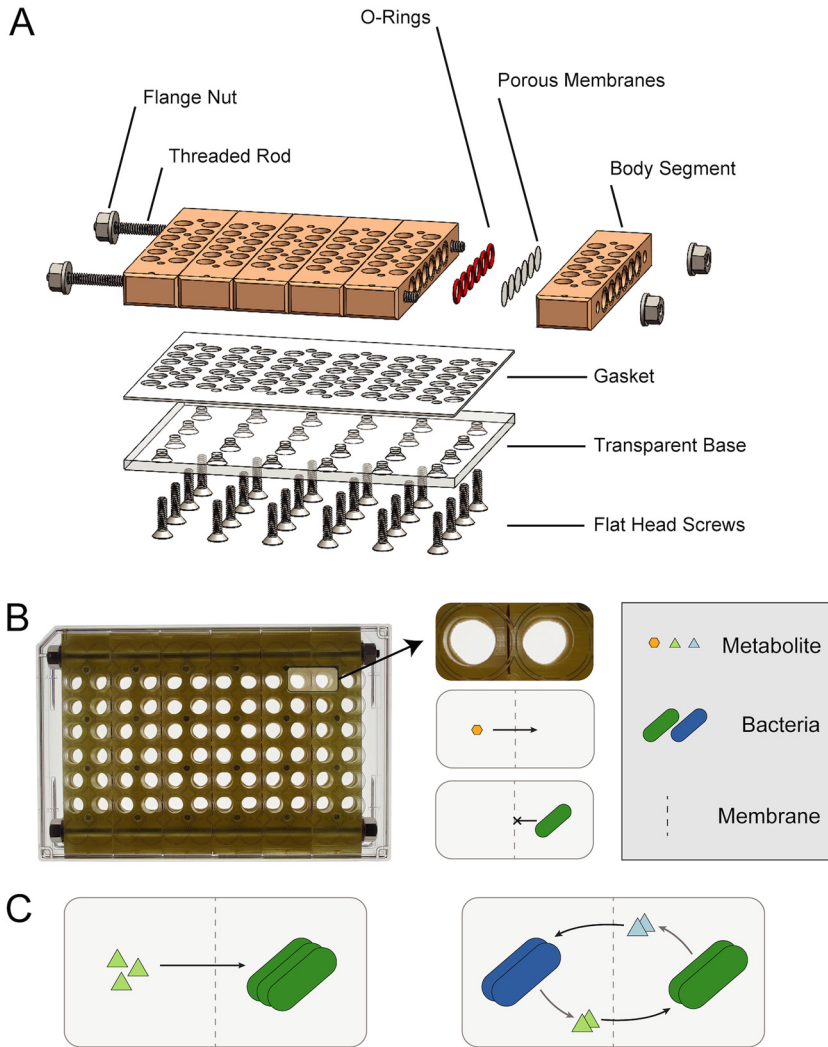 A
O-Rings
Porous Membranes
Flange Nut
Threaded Rod
Body Segment
Gasket
Transparent Base
Flat Head Screws
B
Metabolite
Bacteria
Membrane
C